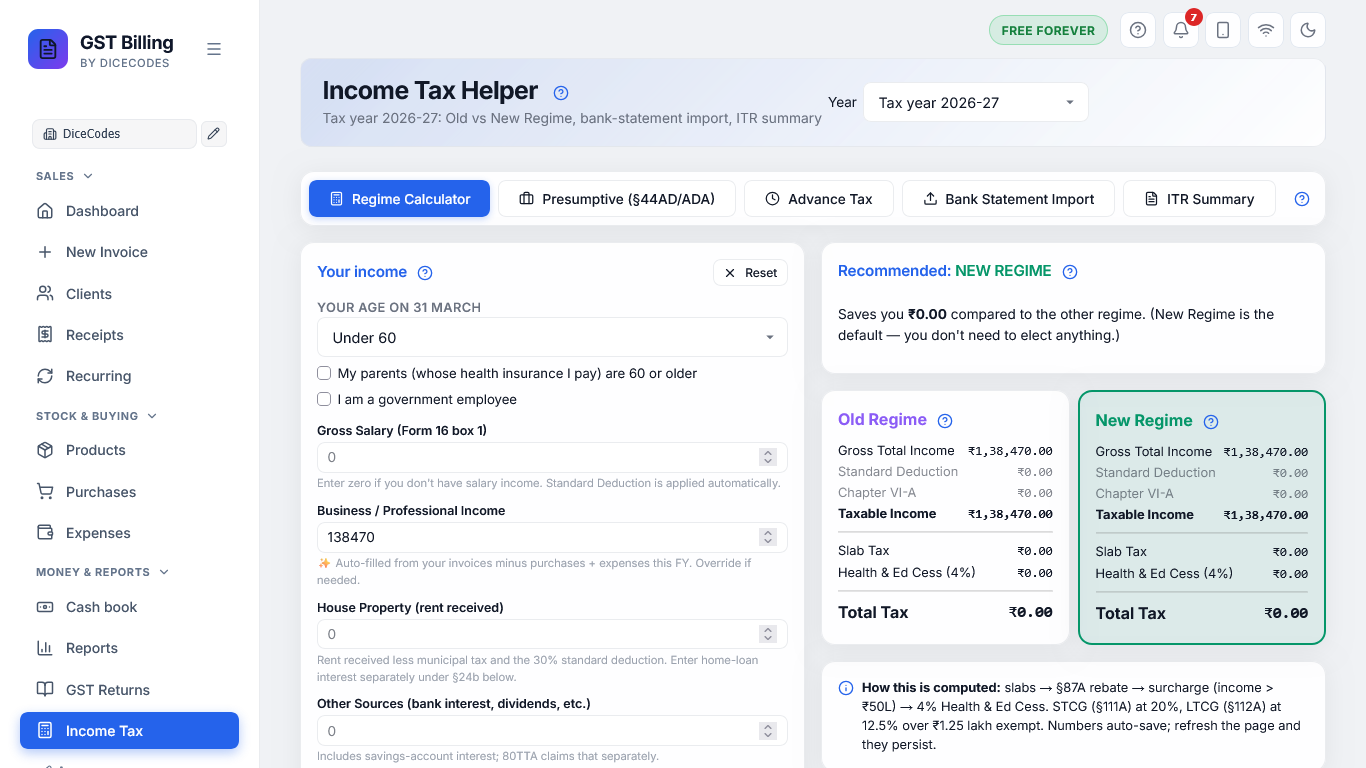 GST Billing
BY DICECODES
DiceCodes
SALES
Dashboard
New Invoice
Clients
Receipts
Recurring
STOCK & BUYING
Products
Purchases
Expenses
MONEY & REPORTS
Cash book
Reports
GST Returns
Income Tax
FREE FOREVER
7
Income Tax Helper
Tax year 2026-27: Old vs New Regime, bank-statement import, ITR summary
Year
Tax year 2026-27
Regime Calculator
Presumptive (§44AD/ADA)
Advance Tax
Bank Statement Import
ITR Summary
Your income
Reset
YOUR AGE ON 31 MARCH
Under 60
My parents (whose health insurance I pay) are 60 or older
I am a government employee
Gross Salary (Form 16 box 1)
0
Enter zero if you don't have salary income. Standard Deduction is applied automatically.
Business / Professional Income
138470
✨ Auto-filled from your invoices minus purchases + expenses this FY. Override if
needed.
House Property (rent received)
0
Rent received less municipal tax and the 30% standard deduction. Enter home-loan
interest separately under §24b below.
Other Sources (bank interest, dividends, etc.)
0
Includes savings-account interest; 80TTA claims that separately.
Recommended: NEW REGIME
Saves you ₹0.00 compared to the other regime. (New Regime is the
default — you don't need to elect anything.)
Old Regime
Gross Total Income ₹1,38,470.00
Standard Deduction ₹0.00
Chapter VI-A ₹0.00
Taxable Income ₹1,38,470.00
Slab Tax ₹0.00
Health & Ed Cess (4%) ₹0.00
Total Tax ₹0.00
New Regime
Gross Total Income ₹1,38,470.00
Standard Deduction ₹0.00
Chapter VI-A ₹0.00
Taxable Income ₹1,38,470.00
Slab Tax ₹0.00
Health & Ed Cess (4%) ₹0.00
Total Tax ₹0.00
How this is computed: slabs → §87A rebate → surcharge (income >
₹50L) → 4% Health & Ed Cess. STCG (§111A) at 20%, LTCG (§112A) at
12.5% over ₹1.25 lakh exempt. Numbers auto-save; refresh the page and
they persist.